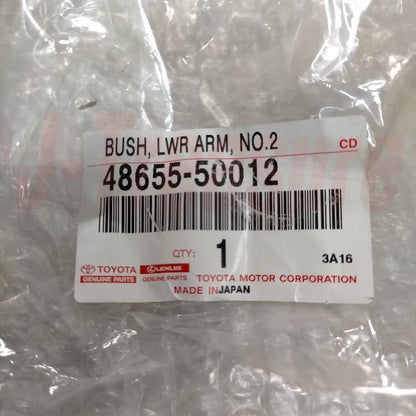 BUSH, LWR ARM, NO.2
CD
48655-50012
QTY: 1
3A16
TOYOTA LEXUS
GENUINE PARTS GENUINE PARTS TOYOTA MOTOR CORPORATION
MADE IN JAPAN